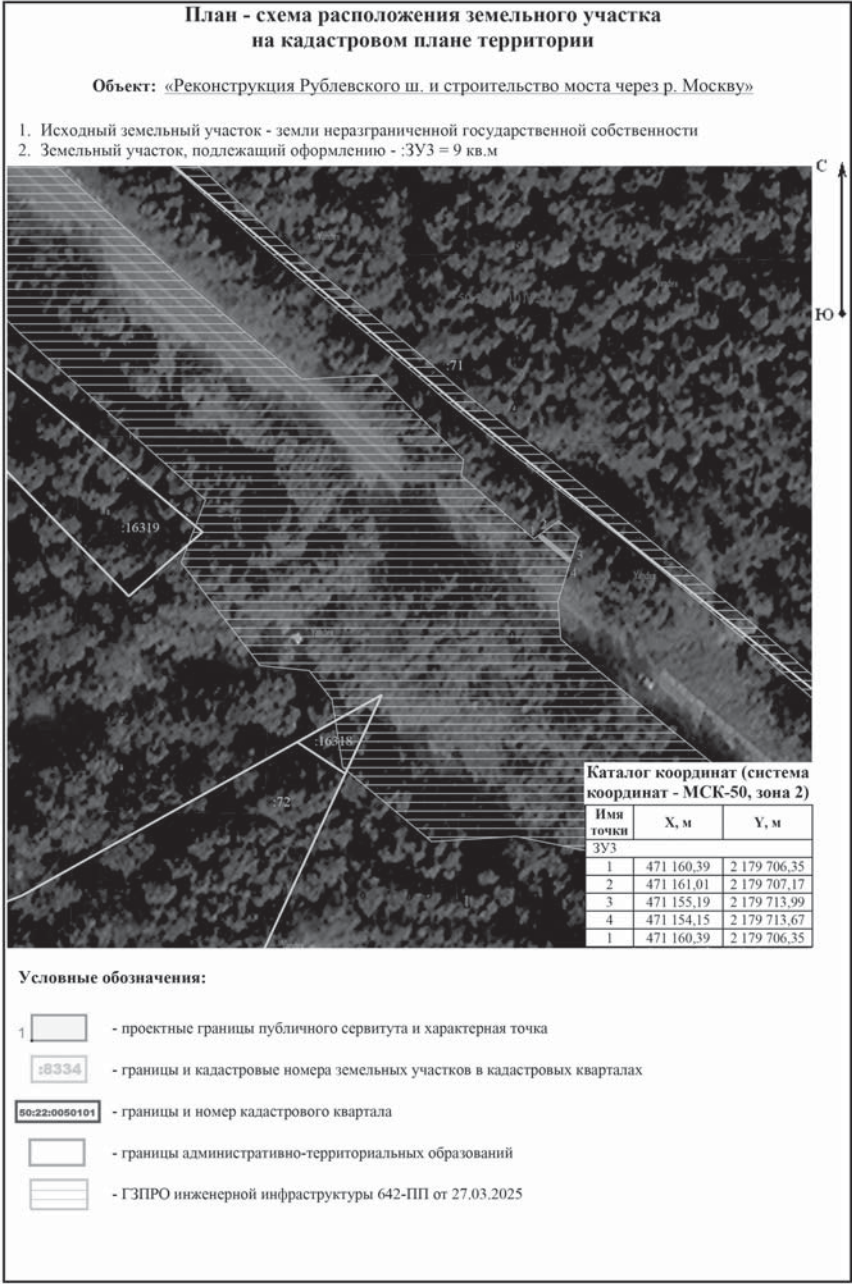 План - схема расположения земельного участка
на кадастровом плане территории
Объект: «Реконструкция Рублевского ш. и строительство моста через р. Москву»
1. Исходный земельный участок - земли неразграниченной государственной собственности
2. Земельный участок, подлежащий оформлению - :ЗУ3 = 9 кв.м
С
Ю
:71
2
3
4
:16319
:16318
:72
Каталог координат (система
координат - МСК-50, зона 2)
Имя точки X, м Y, м
ЗУ3
1 471 160,39 2 179 706,35
2 471 161,01 2 179 707,17
3 471 155,19 2 179 713,99
4 471 154,15 2 179 713,67
1 471 160,39 2 179 706,35
Условные обозначения:
1 - проектные границы публичного сервитута и характерная точка
:8334 - границы и кадастровые номера земельных участков в кадастровых кварталах
50:22:0050101 - границы и номер кадастрового квартала
- границы административно-территориальных образований
- ГЗПРО инженерной инфраструктуры 642-ПП от 27.03.2025